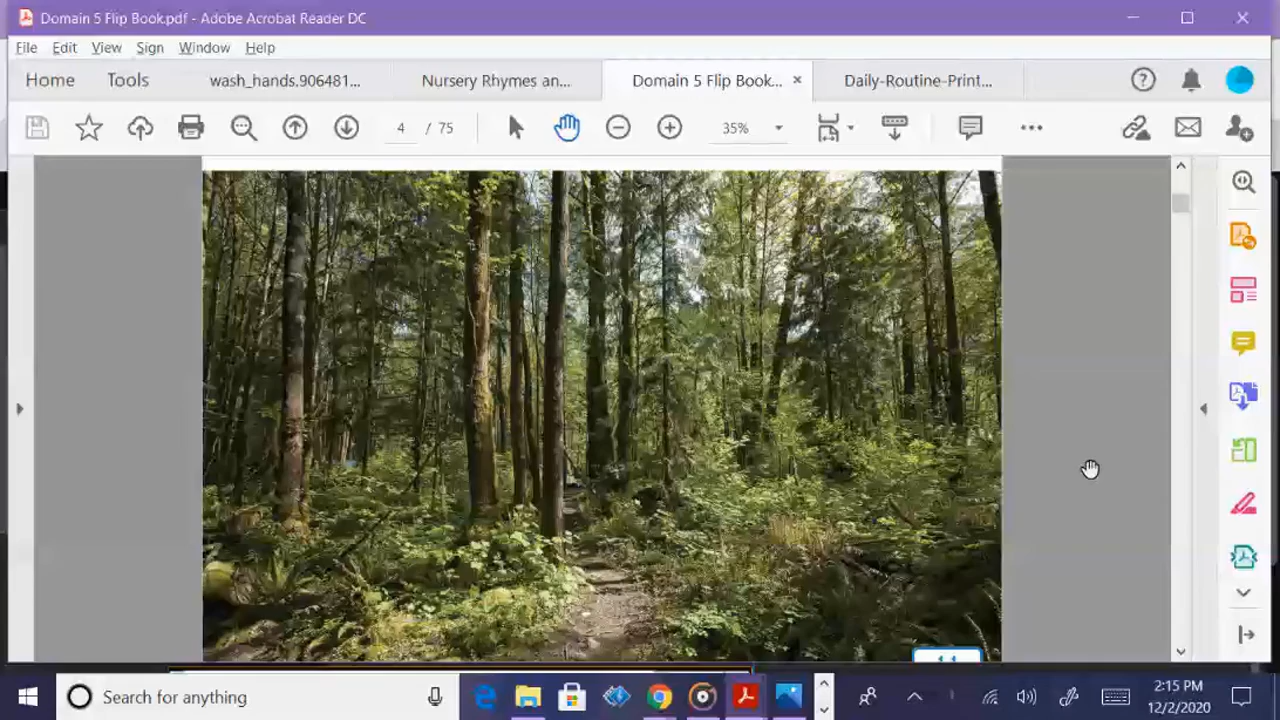 Domain 5 Flip Book.pdf - Adobe Acrobat Reader DC
File Edit View Sign Window Help
Home Tools wash_hands.906481... Nursery Rhymes an... Domain 5 Flip Book... × Daily-Routine-Print...
4 / 75 35%
Search for anything
2:15 PM
12/2/2020